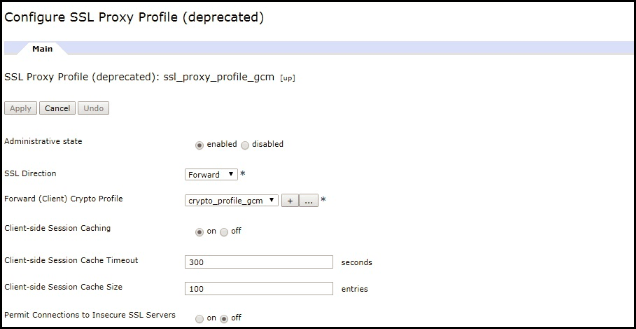 Configure SSL Proxy Profile (deprecated)
Main
SSL Proxy Profile (deprecated): ssl_proxy_profile_gcm [up]
Apply Cancel Undo
Administrative state enabled disabled
SSL Direction Forward *
Forward (Client) Crypto Profile crypto_profile_gcm + ... *
Client-side Session Caching on off
Client-side Session Cache Timeout 300 seconds
Client-side Session Cache Size 100 entries
Permit Connections to Insecure SSL Servers on off